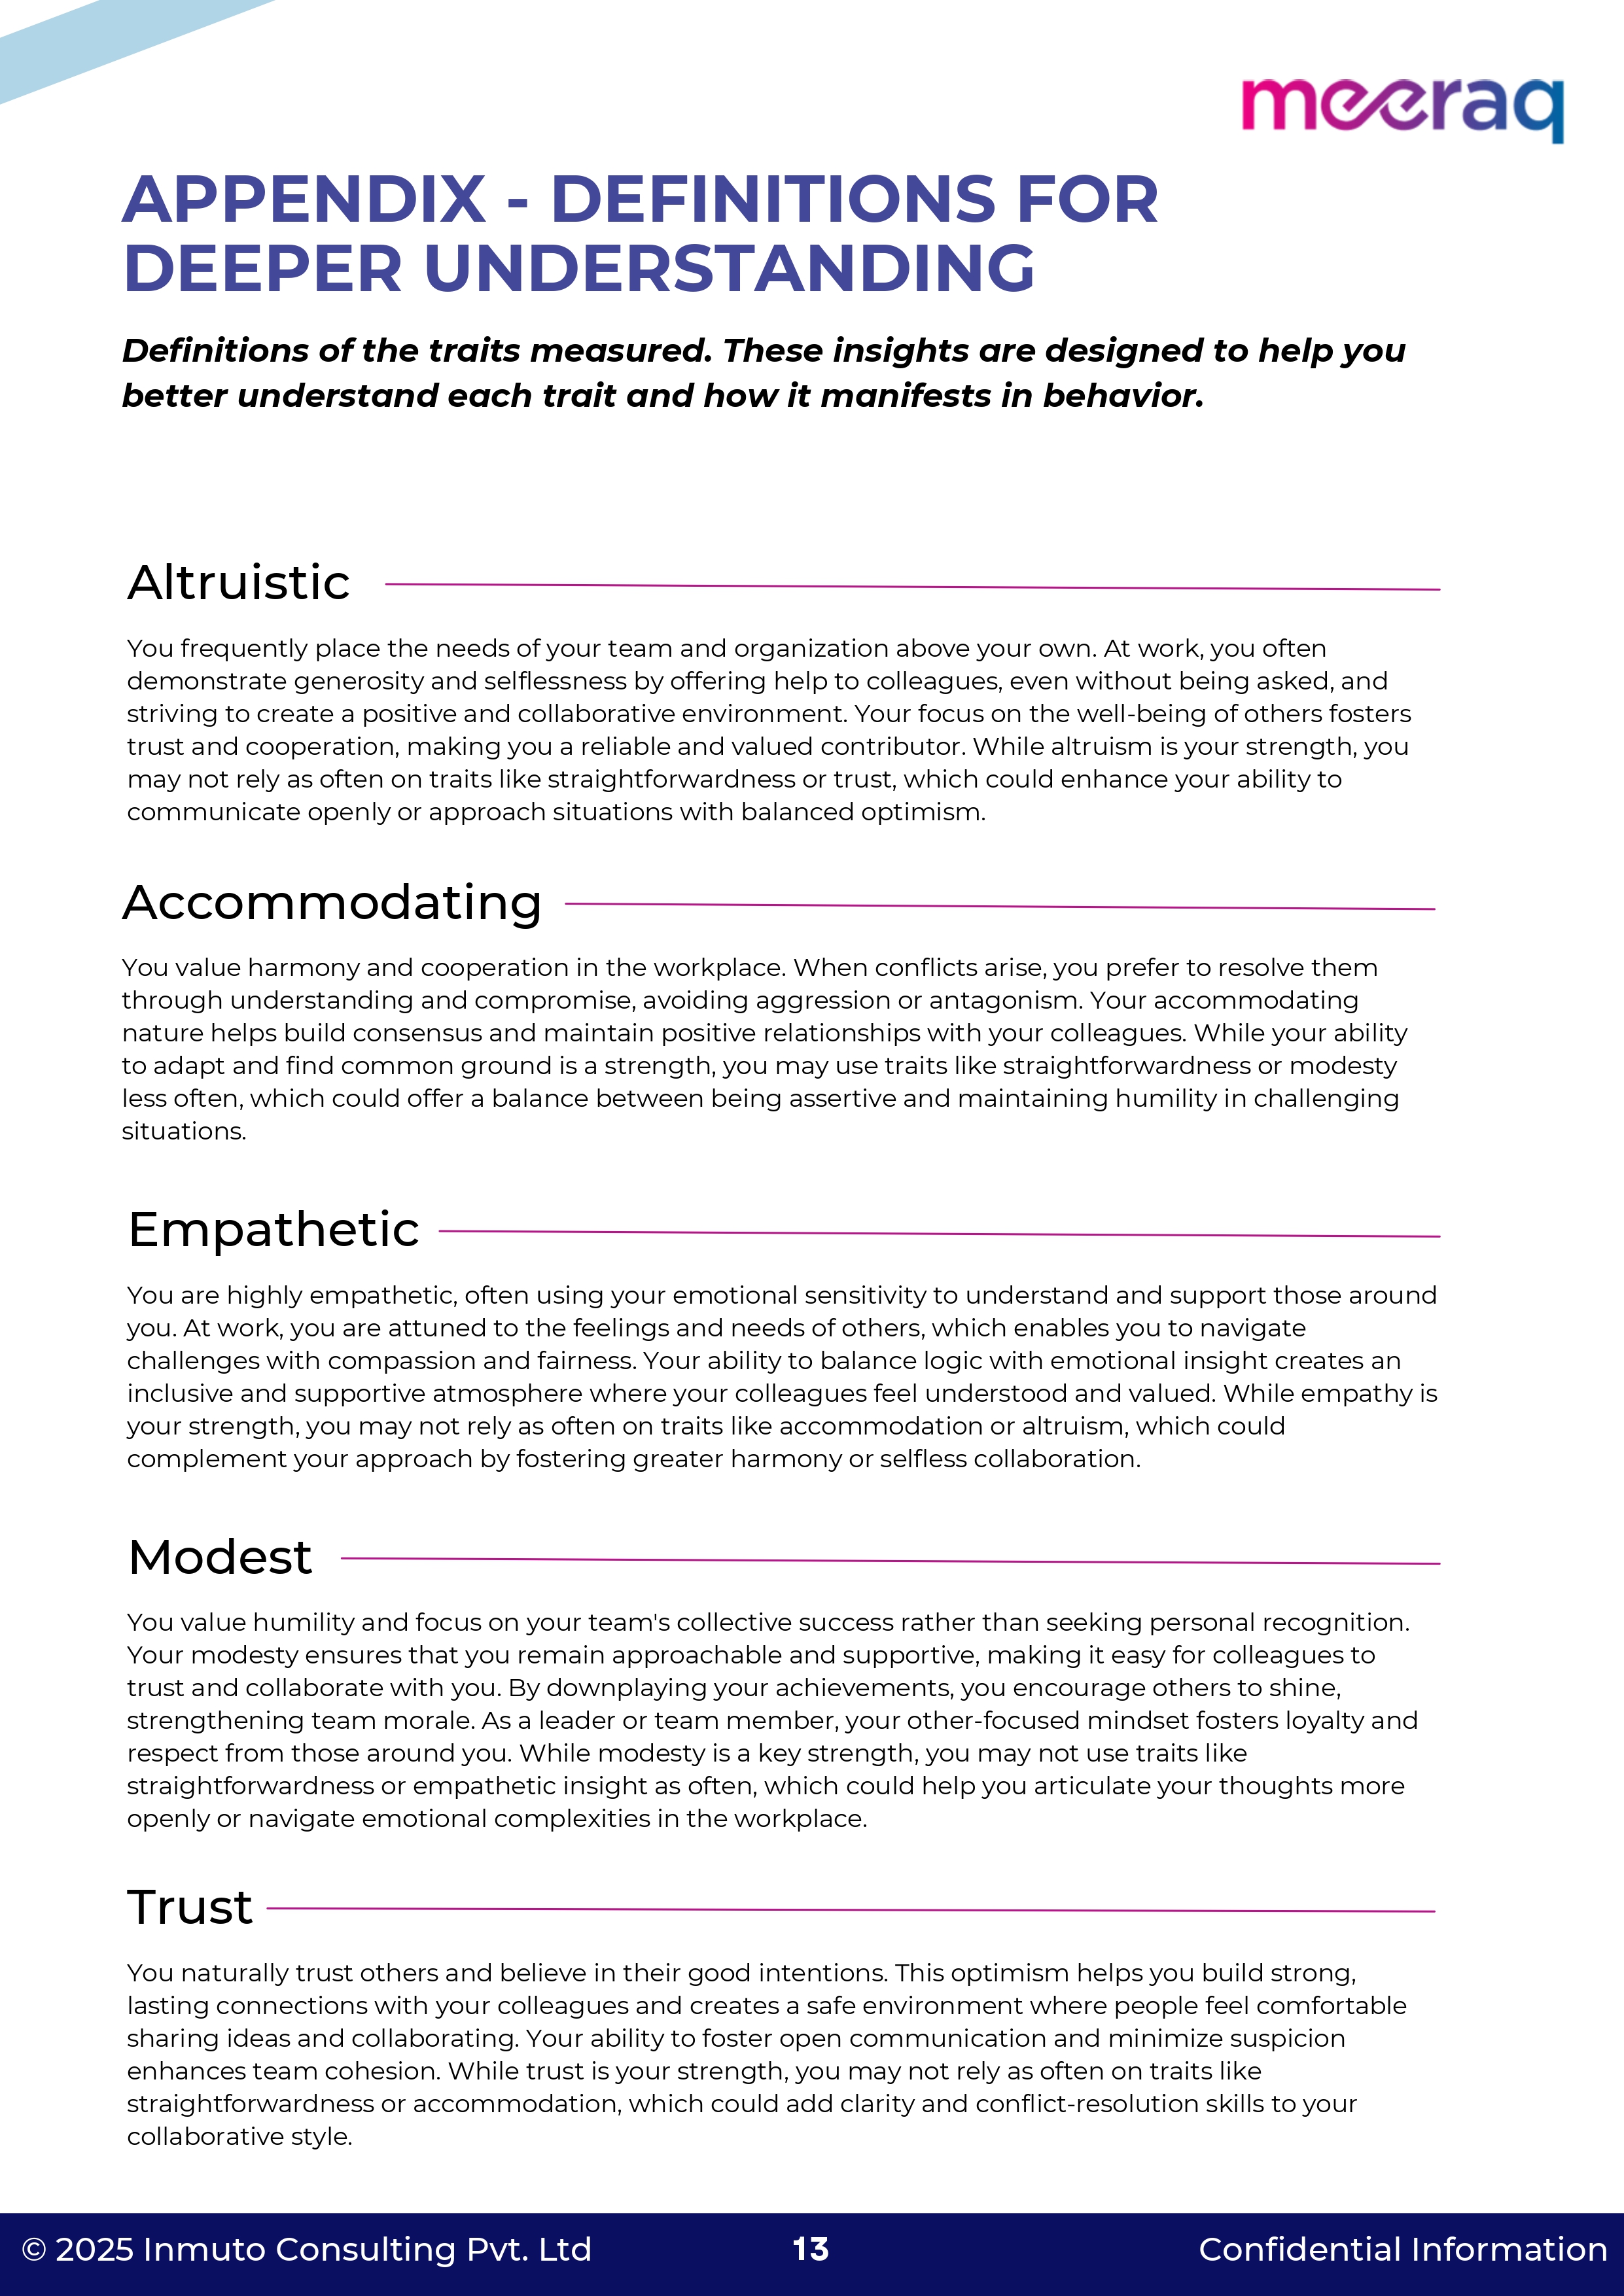 meeraq
APPENDIX - DEFINITIONS FOR
DEEPER UNDERSTANDING
Definitions of the traits measured. These insights are designed to help you
better understand each trait and how it manifests in behavior.
Altruistic
You frequently place the needs of your team and organization above your own. At work, you often
demonstrate generosity and selflessness by offering help to colleagues, even without being asked, and
striving to create a positive and collaborative environment. Your focus on the well-being of others fosters
trust and cooperation, making you a reliable and valued contributor. While altruism is your strength, you
may not rely as often on traits like straightforwardness or trust, which could enhance your ability to
communicate openly or approach situations with balanced optimism.
Accommodating
You value harmony and cooperation in the workplace. When conflicts arise, you prefer to resolve them
through understanding and compromise, avoiding aggression or antagonism. Your accommodating
nature helps build consensus and maintain positive relationships with your colleagues. While your ability
to adapt and find common ground is a strength, you may use traits like straightforwardness or modesty
less often, which could offer a balance between being assertive and maintaining humility in challenging
situations.
Empathetic
You are highly empathetic, often using your emotional sensitivity to understand and support those around
you. At work, you are attuned to the feelings and needs of others, which enables you to navigate
challenges with compassion and fairness. Your ability to balance logic with emotional insight creates an
inclusive and supportive atmosphere where your colleagues feel understood and valued. While empathy is
your strength, you may not rely as often on traits like accommodation or altruism, which could
complement your approach by fostering greater harmony or selfless collaboration.
Modest
You value humility and focus on your team's collective success rather than seeking personal recognition.
Your modesty ensures that you remain approachable and supportive, making it easy for colleagues to
trust and collaborate with you. By downplaying your achievements, you encourage others to shine,
strengthening team morale. As a leader or team member, your other-focused mindset fosters loyalty and
respect from those around you. While modesty is a key strength, you may not use traits like
straightforwardness or empathetic insight as often, which could help you articulate your thoughts more
openly or navigate emotional complexities in the workplace.
Trust
You naturally trust others and believe in their good intentions. This optimism helps you build strong,
lasting connections with your colleagues and creates a safe environment where people feel comfortable
sharing ideas and collaborating. Your ability to foster open communication and minimize suspicion
enhances team cohesion. While trust is your strength, you may not rely as often on traits like
straightforwardness or accommodation, which could add clarity and conflict-resolution skills to your
collaborative style.
© 2025 Inmuto Consulting Pvt. Ltd
13
Confidential Information